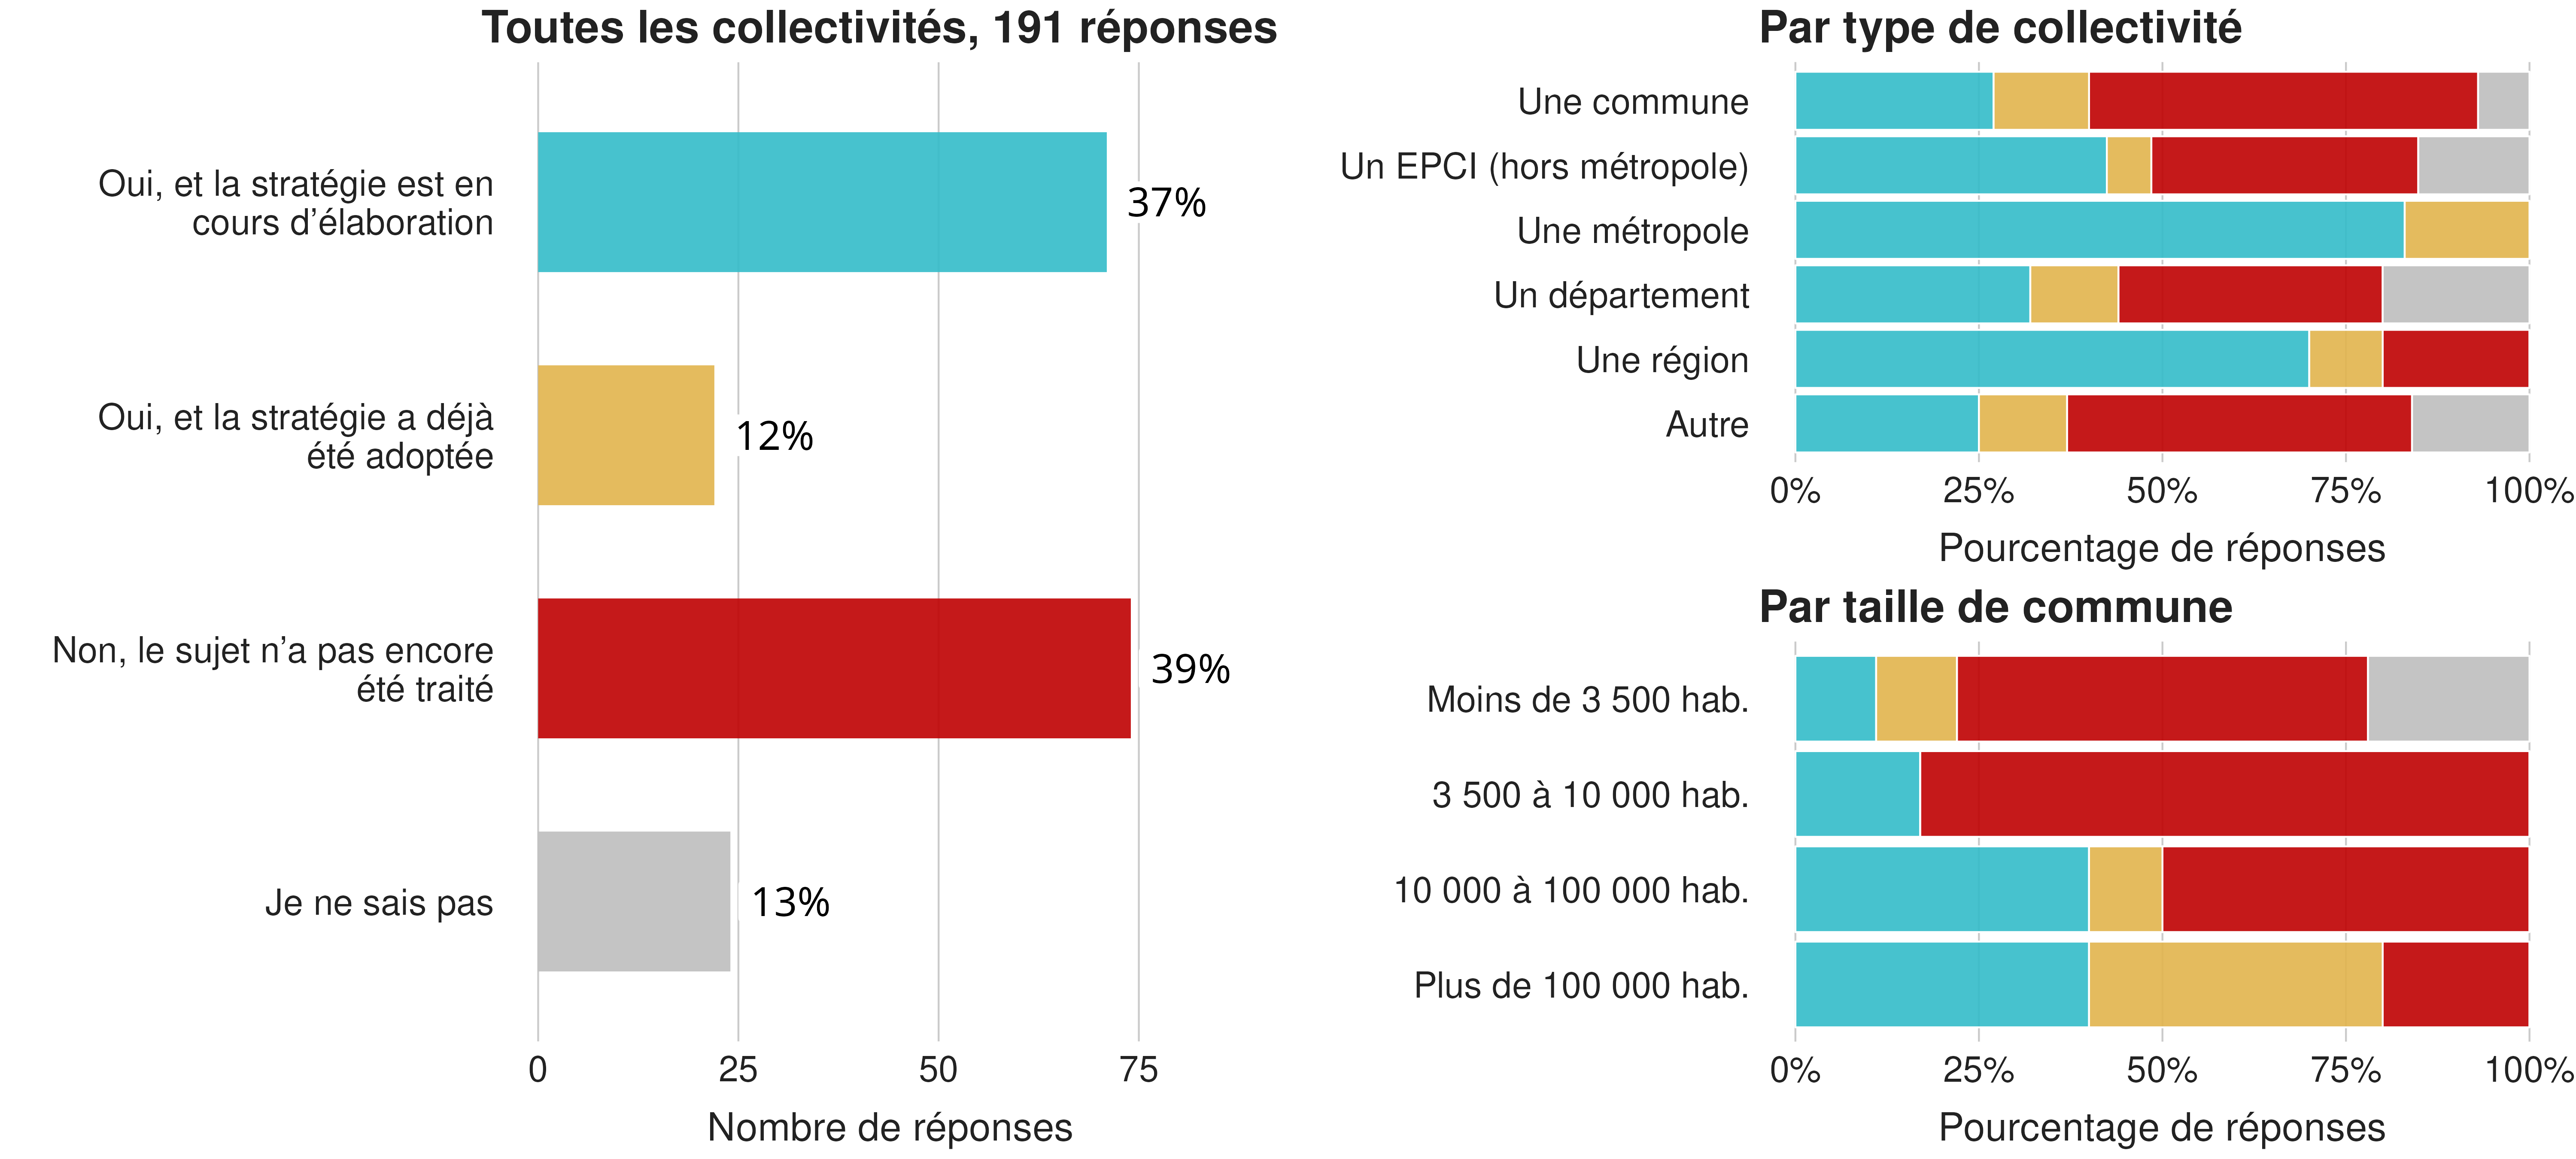 Toutes les collectivités, 191 réponses
Oui, et la stratégie est en
cours d’élaboration
37%
Oui, et la stratégie a déjà
été adoptée
12%
Non, le sujet n’a pas encore
été traité
39%
Je ne sais pas
13%
0 25 50 75
Nombre de réponses
Par type de collectivité
Une commune
Un EPCI (hors métropole)
Une métropole
Un département
Une région
Autre
0% 25% 50% 75% 100%
Pourcentage de réponses
Par taille de commune
Moins de 3 500 hab.
3 500 à 10 000 hab.
10 000 à 100 000 hab.
Plus de 100 000 hab.
0% 25% 50% 75% 100%
Pourcentage de réponses